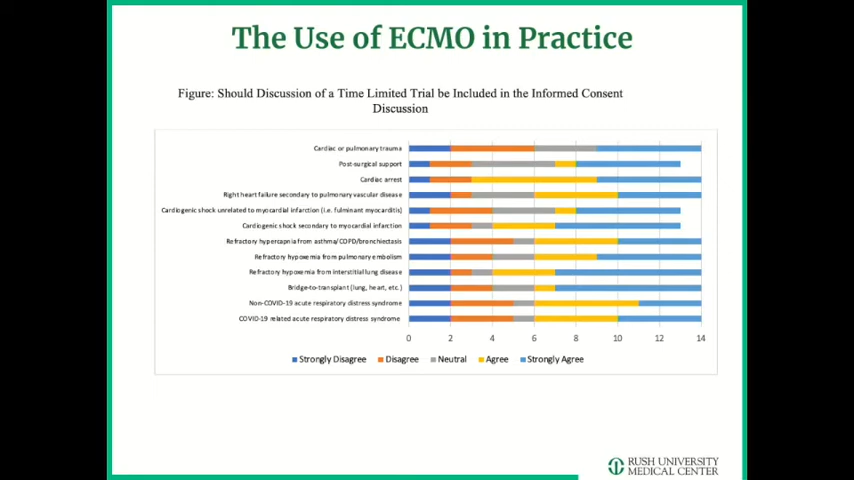 The Use of ECMO in Practice
Figure: Should Discussion of a Time Limited Trial be Included in the Informed Consent
Discussion
Cardiac or pulmonary trauma
Post-surgical support
Cardiac arrest
Right heart failure secondary to pulmonary vascular disease
Cardiogenic shock unrelated to myocardial infarction (i.e. fulminant myocarditis)
Cardiogenic shock secondary to myocardial infarction
Refractory hypercapnia from asthma/COPD/bronchiectasis
Refractory hypoxemia from pulmonary embolism
Refractory hypoxemia from interstitial lung disease
Bridge-to-transplant (lung, heart, etc.)
Non-COVID-19 acute respiratory distress syndrome
COVID-19 related acute respiratory distress syndrome
0 2 4 6 8 10 12 14
Strongly Disagree Disagree Neutral Agree Strongly Agree
RUSH UNIVERSITY
MEDICAL CENTER